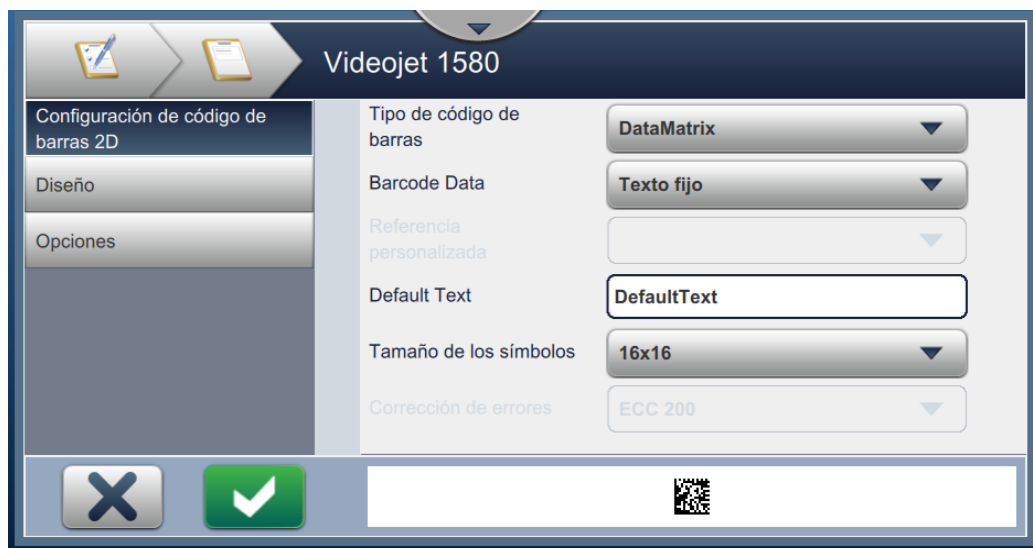 Videojet 1580
Configuración de código de
barras 2D
Diseño
Opciones
Tipo de código de
barras
DataMatrix
Barcode Data
Texto fijo
Referencia
personalizada
Default Text
DefaultText
Tamaño de los símbolos
16x16
Corrección de errores
ECC 200